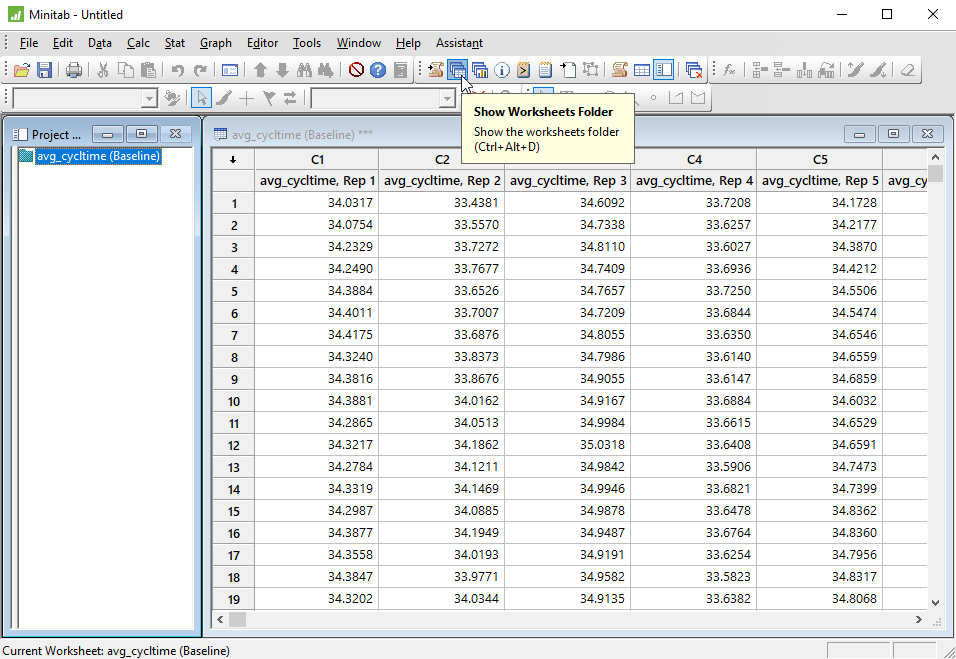 Minitab - Untitled
File Edit Data Calc Stat Graph Editor Tools Window Help Assistant
Show Worksheets Folder
Show the worksheets folder
(Ctrl+Alt+D)
Project ...
avg_cycltime (Baseline) ***
avg_cycltime (Baseline)
C1 C2 C4 C5
avg_cycltime, Rep 1 avg_cycltime, Rep 2 avg_cycltime, Rep 3 avg_cycltime, Rep 4 avg_cycltime, Rep 5 avg_cy
1 34.0317 33.4381 34.6092 33.7208 34.1728
2 34.0754 33.5570 34.7338 33.6257 34.2177
3 34.2329 33.7272 34.8110 33.6027 34.3870
4 34.2490 33.7677 34.7409 33.6936 34.4212
5 34.3884 33.6526 34.7657 33.7250 34.5506
6 34.4011 33.7007 34.7209 33.6844 34.5474
7 34.4175 33.6876 34.8055 33.6350 34.6546
8 34.3240 33.8373 34.7986 33.6140 34.6559
9 34.3816 33.8676 34.9055 33.6147 34.6859
10 34.3881 34.0162 34.9167 33.6884 34.6032
11 34.2865 34.0513 34.9984 33.6615 34.6529
12 34.3217 34.1862 35.0318 33.6408 34.6591
13 34.2784 34.1211 34.9842 33.5906 34.7473
14 34.3319 34.1469 34.9946 33.6821 34.7399
15 34.2987 34.0885 34.9878 33.6478 34.8362
16 34.3877 34.1949 34.9487 33.6764 34.8360
17 34.3558 34.0193 34.9191 33.6254 34.7956
18 34.3847 33.9771 34.9582 33.5823 34.8317
19 34.3202 34.0344 34.9135 33.6382 34.8068
Current Worksheet: avg_cycltime (Baseline)